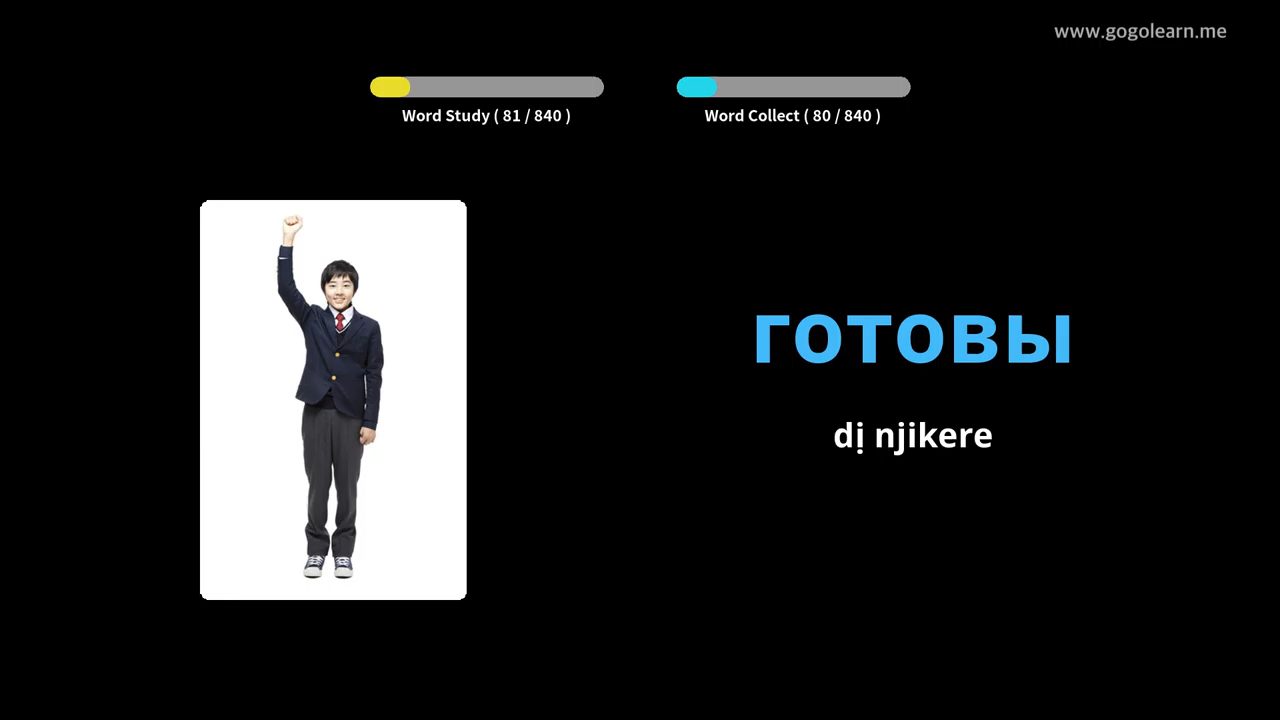 www.gogolearn.me
Word Study ( 81 / 840 )
Word Collect ( 80 / 840 )
готовы
dị njikere